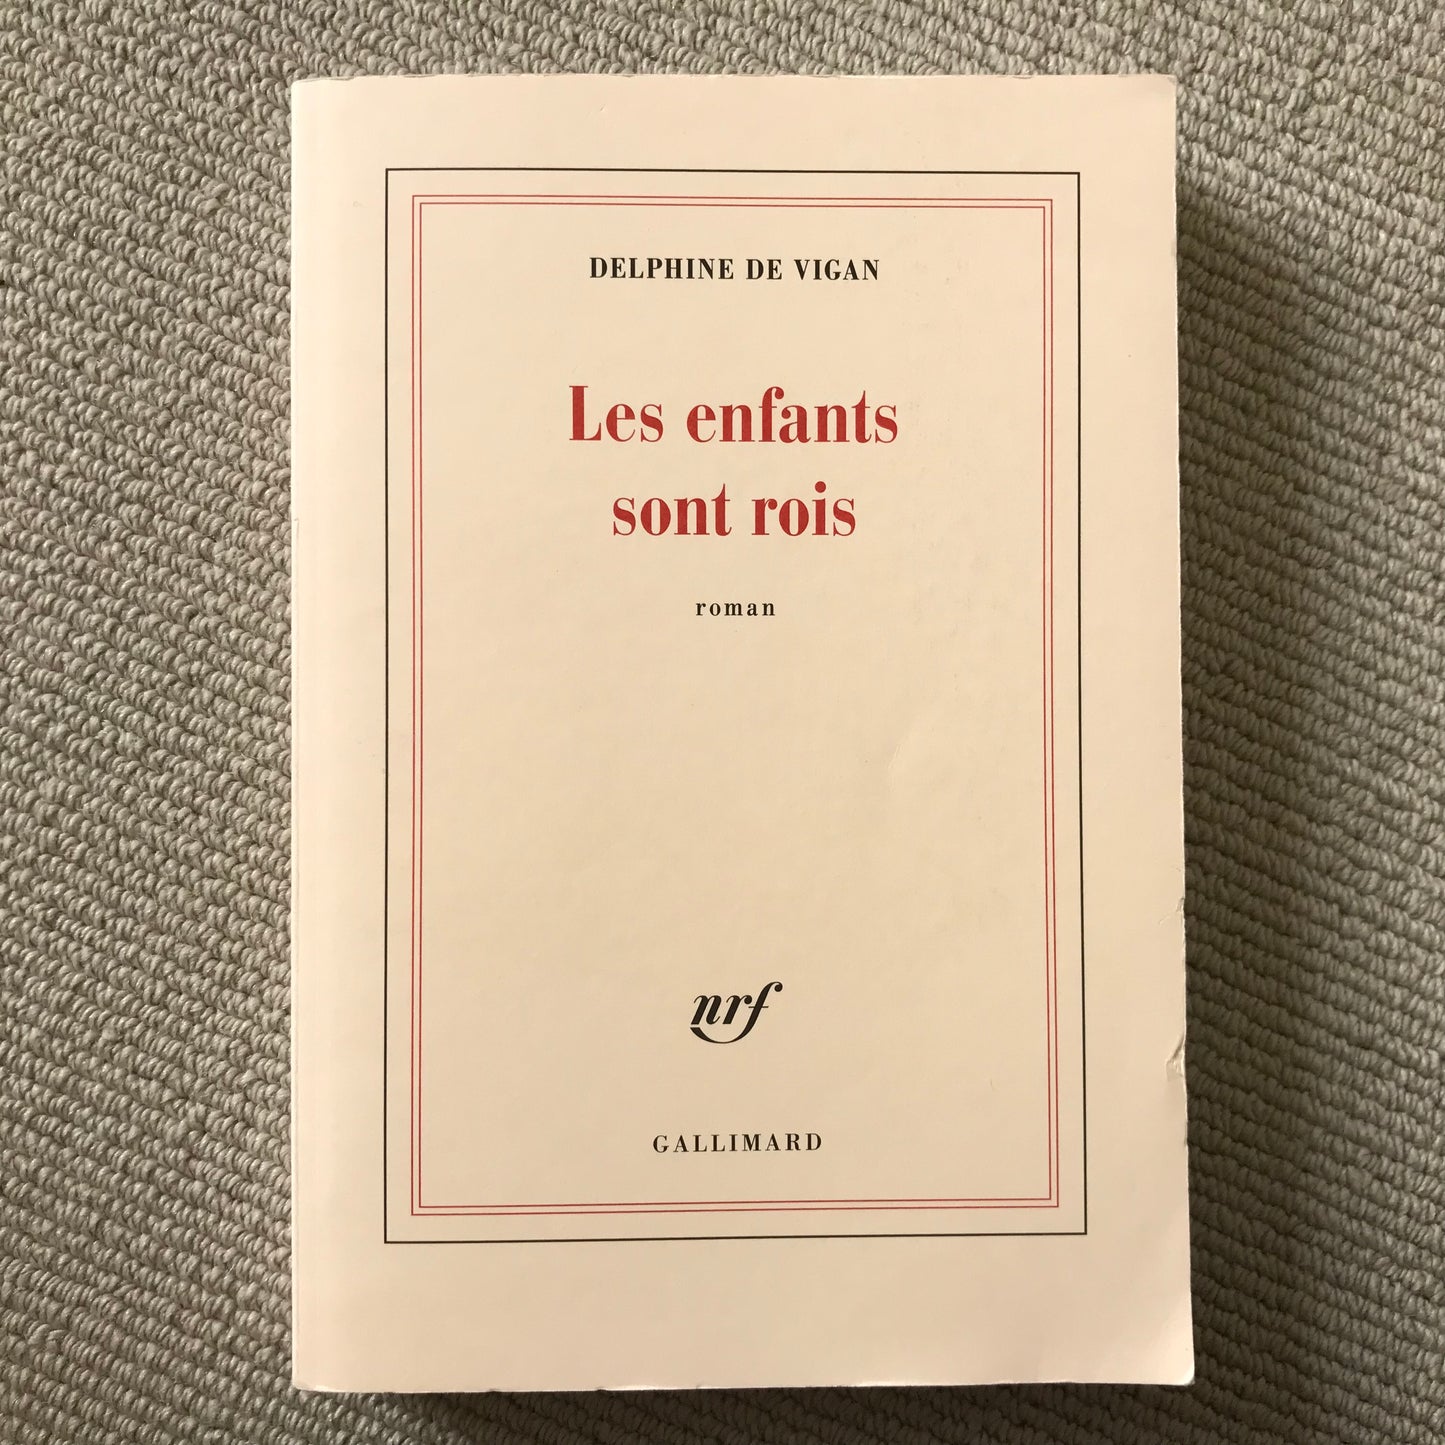 DELPHINE DE VIGAN
Les enfants
sont rois
roman
nrf
GALLIMARD